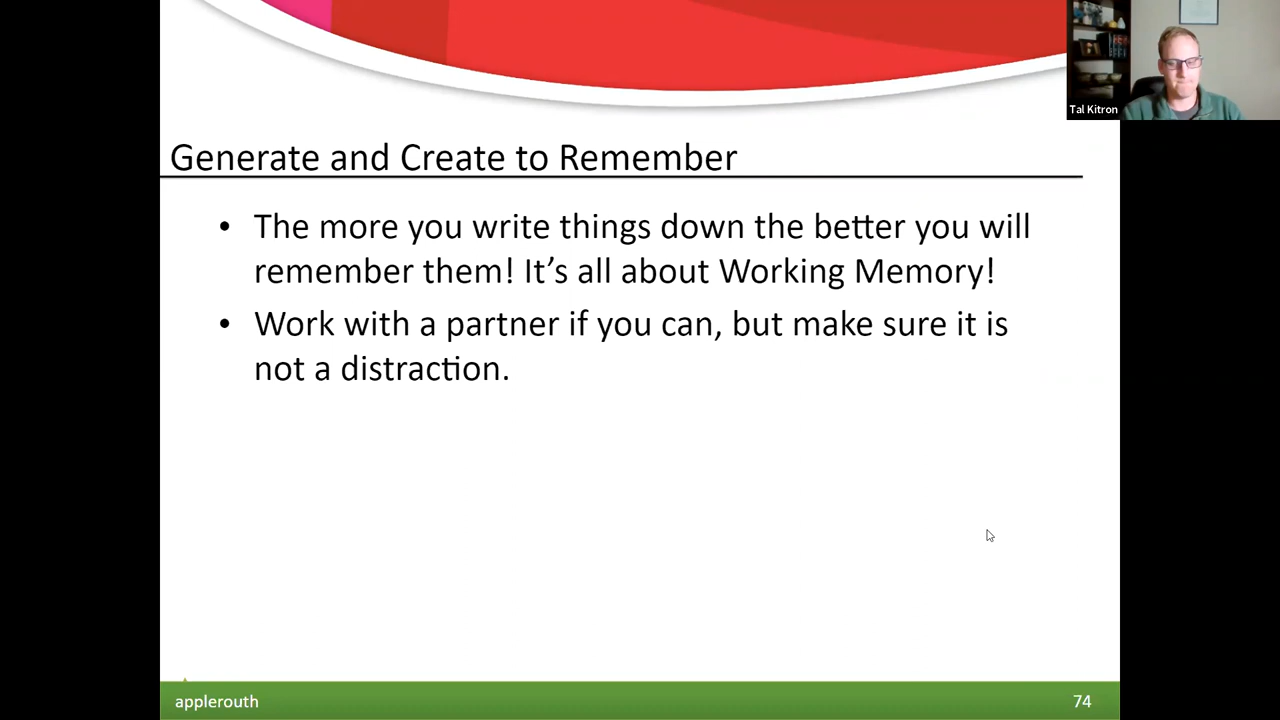 Tal Kitron
Generate and Create to Remember
• The more you write things down the better you will
remember them! It’s all about Working Memory!
• Work with a partner if you can, but make sure it is
not a distraction.
applerouth
74